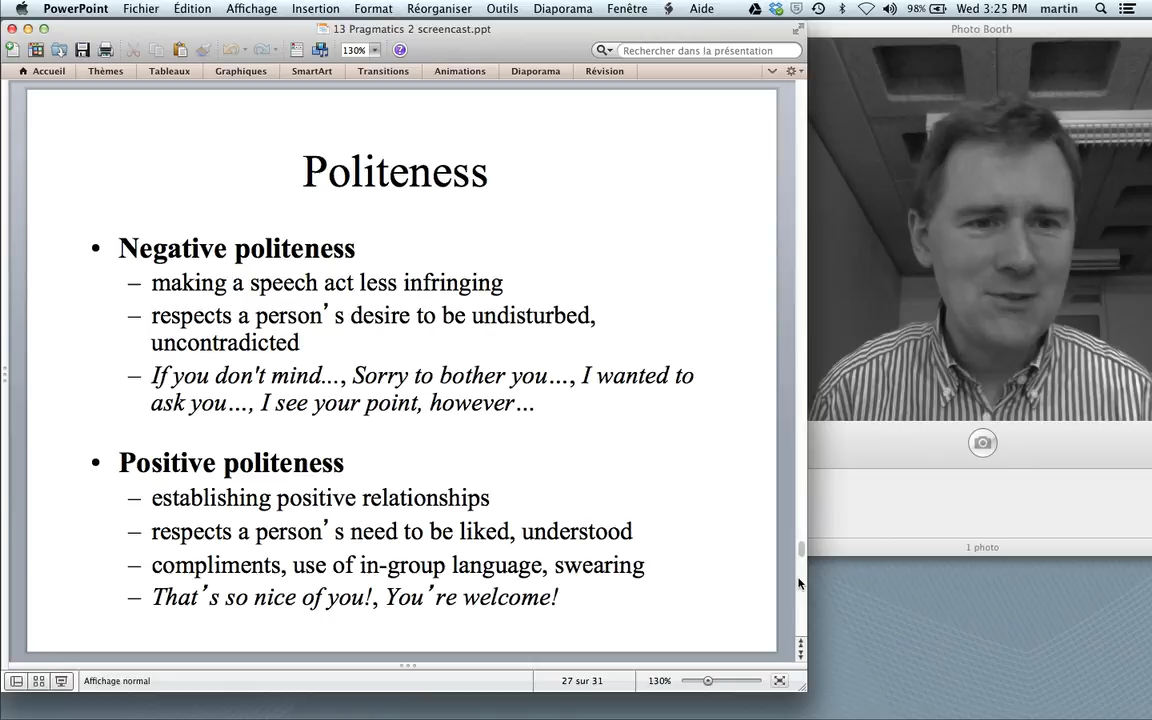 PowerPoint Fichier Édition Affichage Insertion Format Réorganiser Outils Diaporama Fenêtre Aide 98% Wed 3:25 PM martin
13 Pragmatics 2 screencast.ppt
Photo Booth
130% Rechercher dans la présentation
Accueil Thèmes Tableaux Graphiques SmartArt Transitions Animations Diaporama Révision
Politeness
• Negative politeness
– making a speech act less infringing
– respects a person’s desire to be undisturbed,
uncontradicted
– If you don't mind..., Sorry to bother you…, I wanted to
ask you…, I see your point, however…
• Positive politeness
– establishing positive relationships
– respects a person’s need to be liked, understood
– compliments, use of in-group language, swearing
– That’s so nice of you!, You’re welcome!
1 photo
Affichage normal 27 sur 31 130%